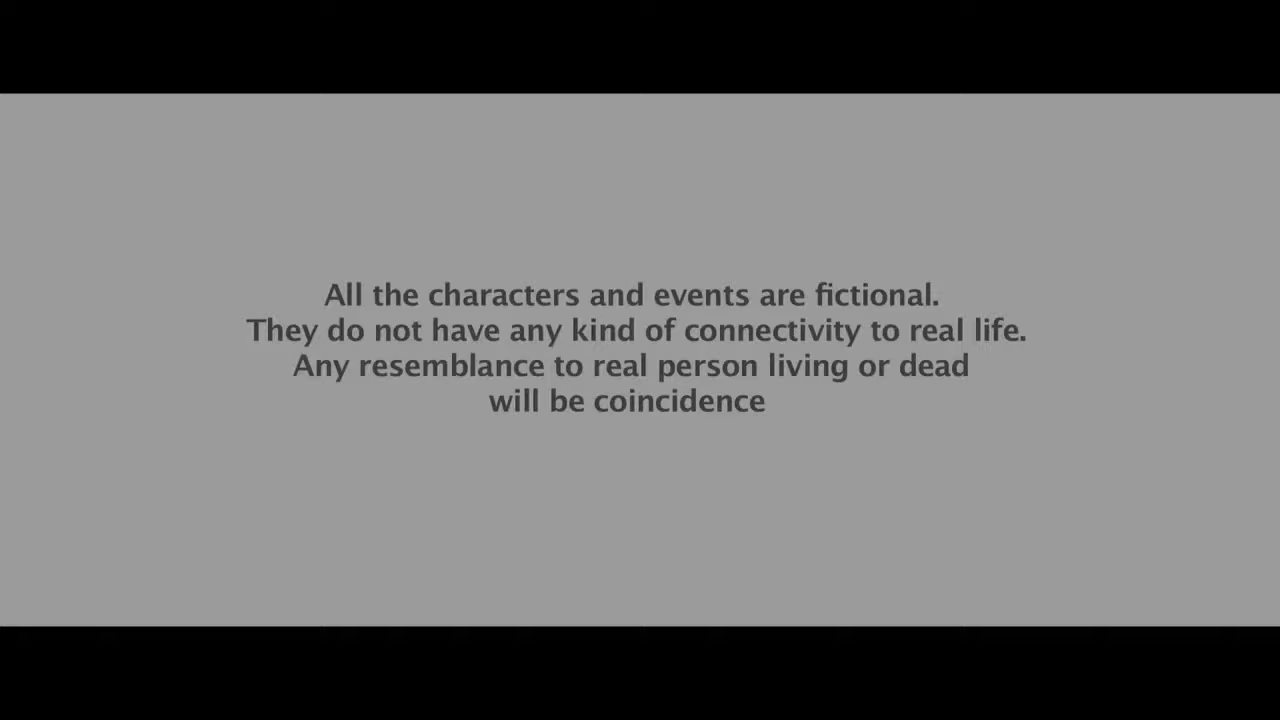 All the characters and events are fictional.
They do not have any kind of connectivity to real life.
Any resemblance to real person living or dead
will be coincidence